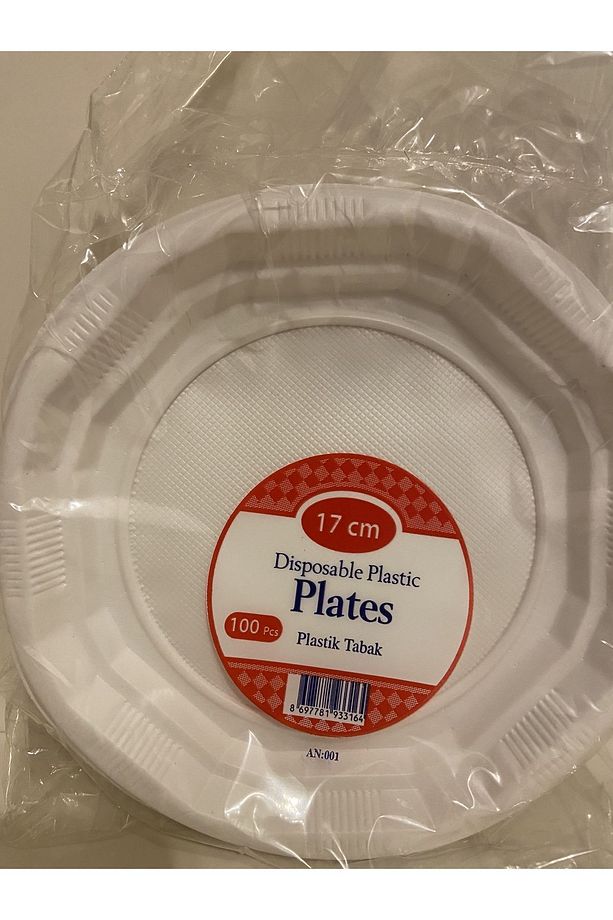 17 cm
Disposable Plastic
Plates
100 Pcs
Plastik Tabak
8 697781 933164
AN:001